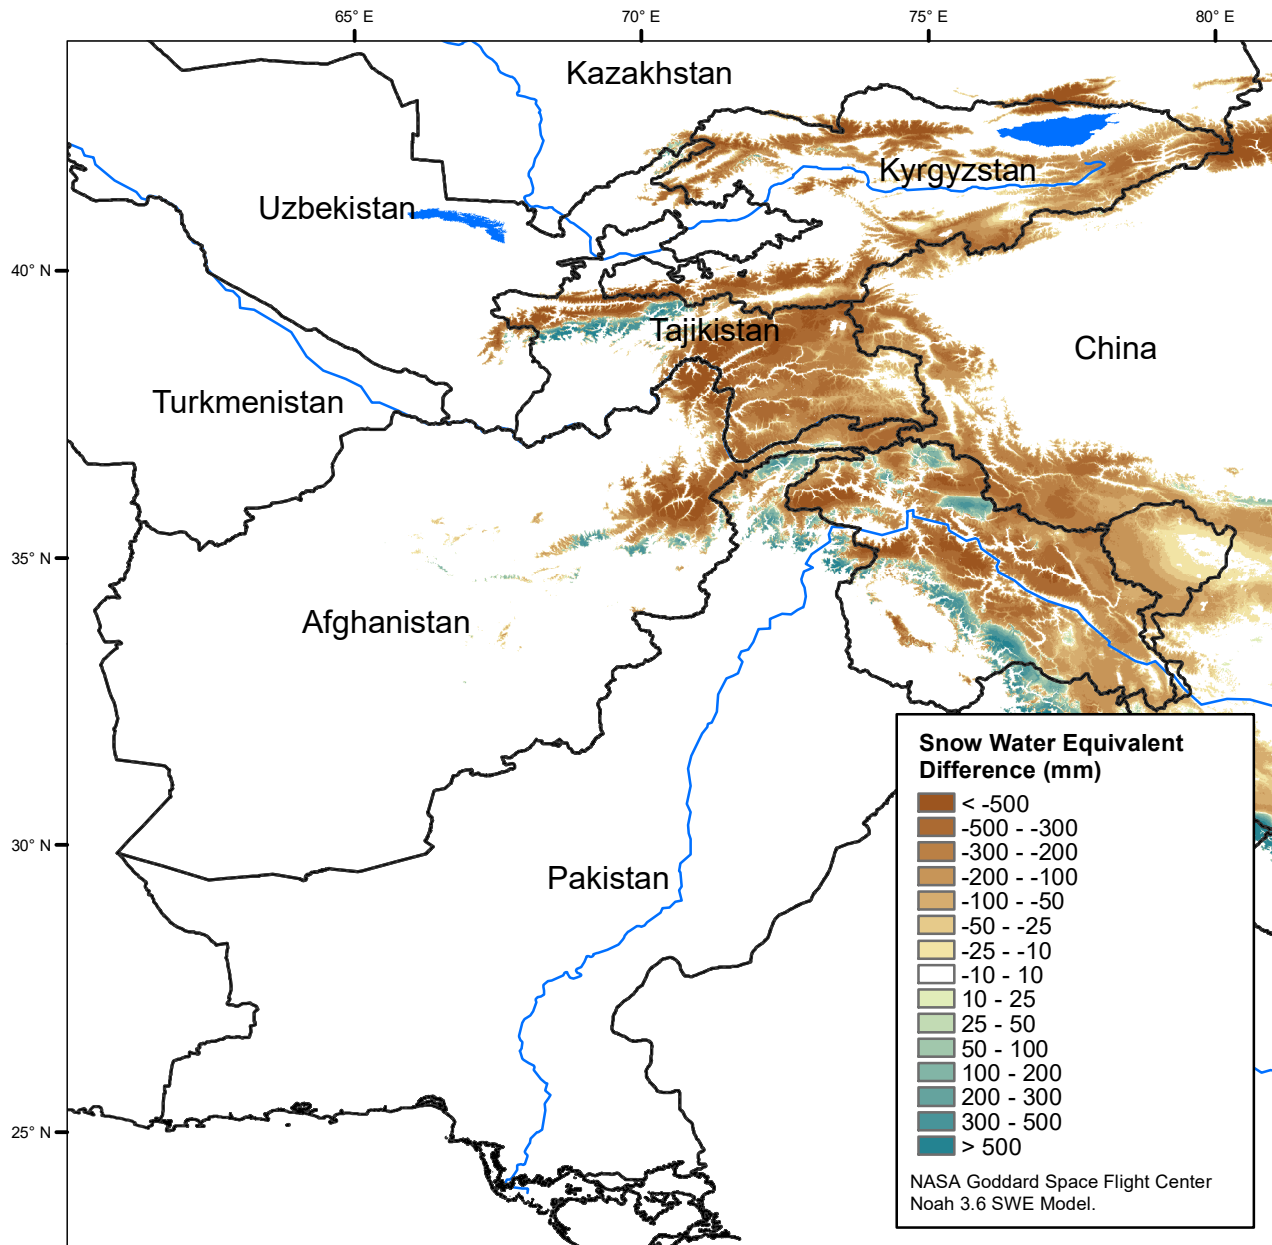 65° E
70° E
75° E
80° E
Kazakhstan
Kyrgyzstan
Uzbekistan
40° N
Tajikistan
China
Turkmenistan
35° N
Afghanistan
30° N
Pakistan
25° N
Snow Water Equivalent
Difference (mm)
< -500
-500 - -300
-300 - -200
-200 - -100
-100 - -50
-50 - -25
-25 - -10
-10 - 10
10 - 25
25 - 50
50 - 100
100 - 200
200 - 300
300 - 500
> 500
NASA Goddard Space Flight Center
Noah 3.6 SWE Model.